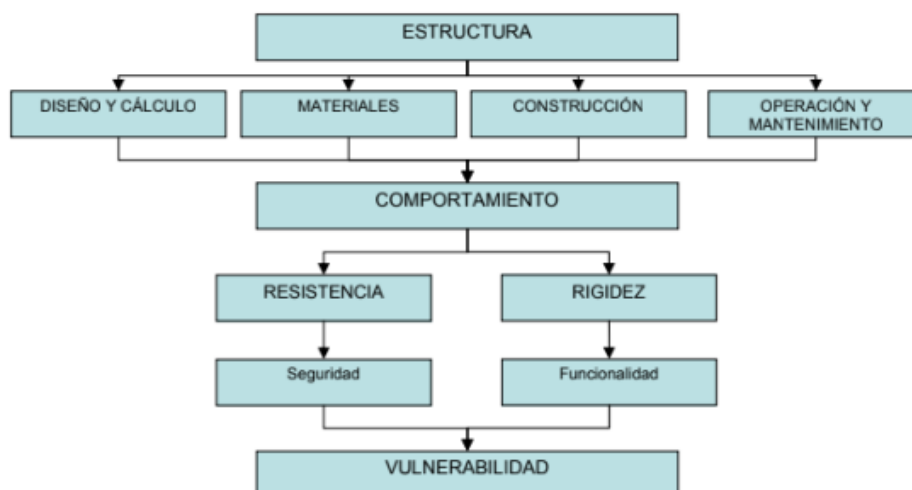 ESTRUCTURA
DISEÑO Y CÁLCULO
MATERIALES
CONSTRUCCIÓN
OPERACIÓN Y
MANTENIMIENTO
COMPORTAMIENTO
RESISTENCIA
RIGIDEZ
Seguridad
Funcionalidad
VULNERABILIDAD